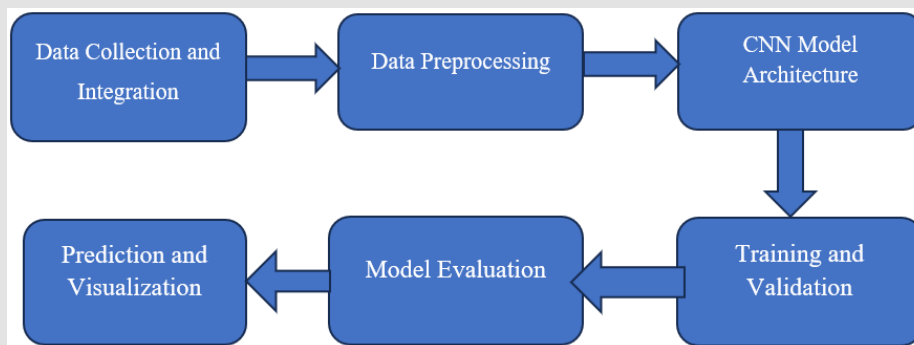 Data Collection and
Integration
Data Preprocessing
CNN Model
Architecture
Training and
Validation
Model Evaluation
Prediction and
Visualization